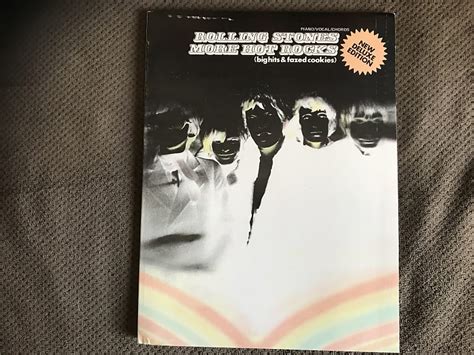 PIANO/VOCAL/CHORDS
ROLLING STONES
MORE HOT ROCKS
(big hits & fazed cookies)
NEW
DELUXE
EDITION